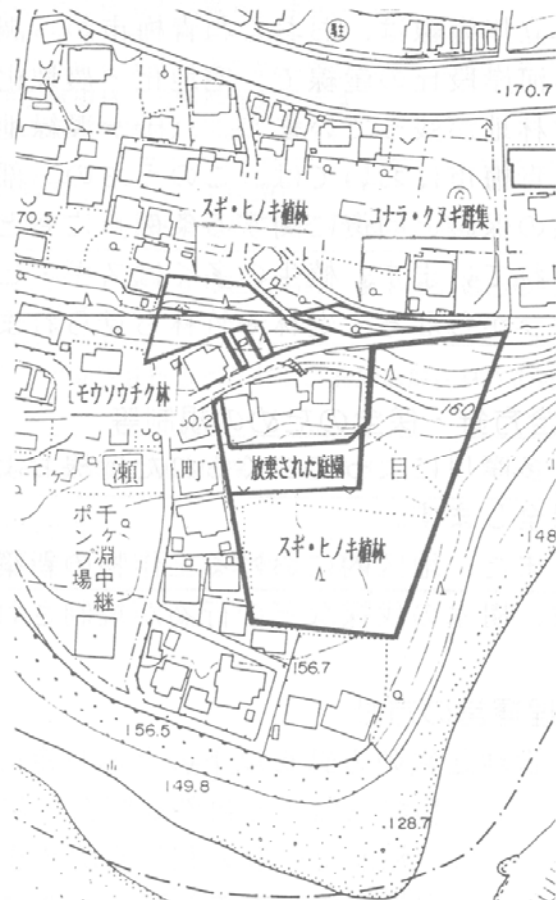 駐
·170.7
スギ・ヒノキ植林
コナラ・クヌギ群集
70.5
モウソウチク林
160
0.2
放棄された庭園
目
千ヶ瀬町
スギ・ヒノキ植林
千ヶ淵中継
ポンプ場
·148
156.7
156.5
149.8
·128.7